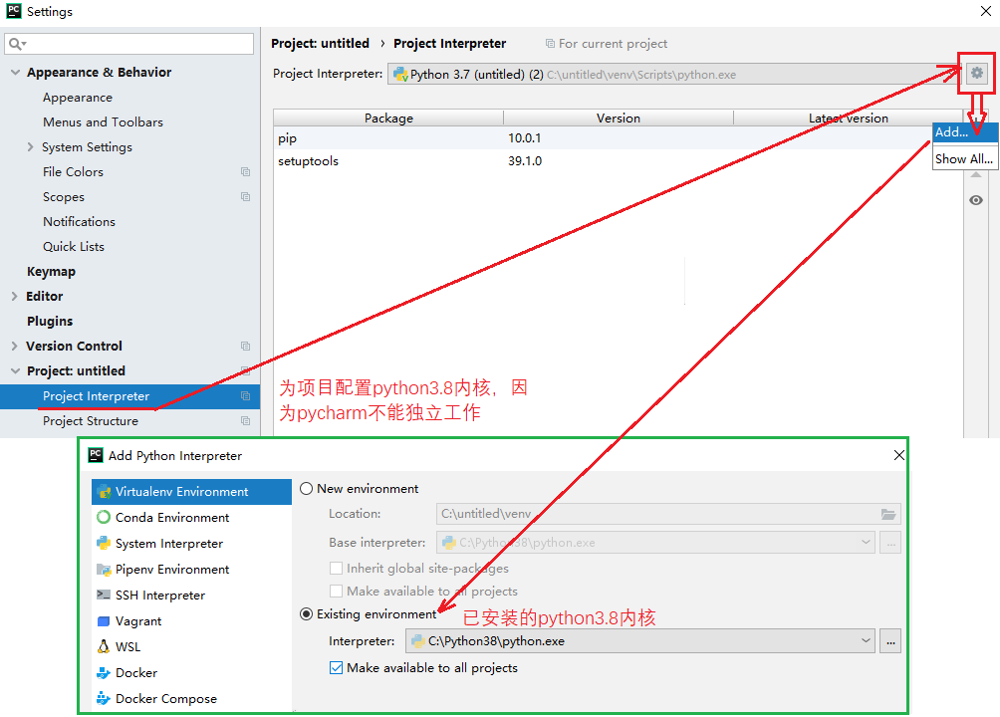 PC Settings
Project: untitled › Project Interpreter For current project
Appearance & Behavior
Project Interpreter: Python 3.7 (untitled) (2) C:\untitled\venv\Scripts\python.exe
Appearance
Package Version Latest version
Menus and Toolbars
pip 10.0.1
Add...
System Settings
setuptools 39.1.0
Show All...
File Colors
Scopes
Notifications
Quick Lists
Keymap
Editor
Plugins
Version Control
Project: untitled
Project Interpreter
Project Structure
为项目配置python3.8内核，因
为pycharm不能独立工作
PC Add Python Interpreter
Virtualenv Environment
Conda Environment
System Interpreter
Pipenv Environment
SSH Interpreter
Vagrant
WSL
Docker
Docker Compose
New environment
Location: C:\untitled\venv
Base interpreter: C:\Python38\python.exe
Inherit global site-packages
Make available to all projects
Existing environment 已安装的python3.8内核
Interpreter: C:\Python38\python.exe
Make available to all projects